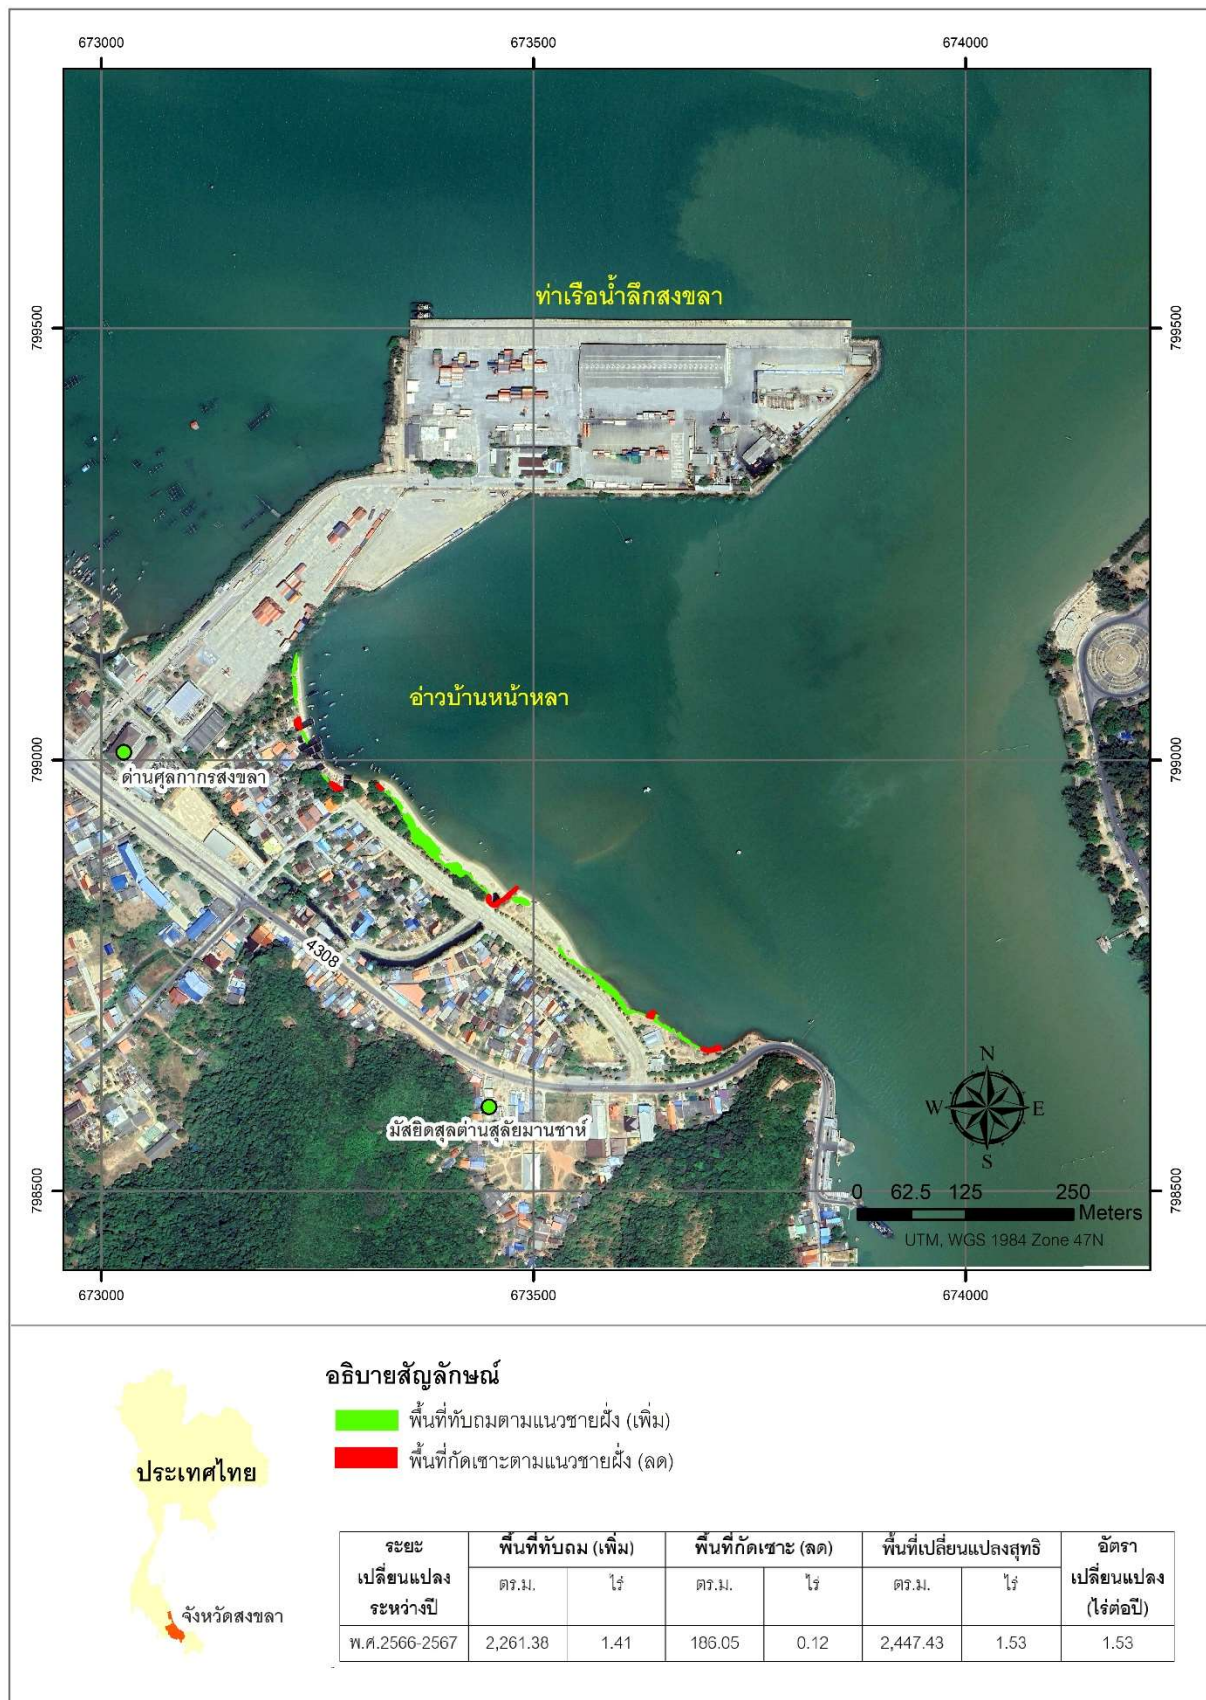 673000 673500 674000
ท่าเรือน้ำลึกสงขลา
799500 799500
อ่าวบ้านหน้าหลา
799000 799000
ด่านศุลกากรสงขลา
4308
มัสยิดสุลต่านสุลัยมานชาห์
N
W E
S
798500 798500
0 62.5 125 250
Meters
UTM, WGS 1984 Zone 47N
673000 673500 674000
อธิบายสัญลักษณ์
พื้นที่ทับถมตามแนวชายฝั่ง (เพิ่ม)
พื้นที่กัดเซาะตามแนวชายฝั่ง (ลด)
ประเทศไทย
จังหวัดสงขลา
ระยะ พื้นที่ทับถม (เพิ่ม) พื้นที่กัดเซาะ (ลด) พื้นที่เปลี่ยนแปลงสุทธิ อัตรา
เปลี่ยนแปลง ตร.ม. ไร่ ตร.ม. ไร่ ตร.ม. ไร่ เปลี่ยนแปลง
ระหว่างปี (ไร่ต่อปี)
พ.ศ.2566-2567 2,261.38 1.41 186.05 0.12 2,447.43 1.53 1.53